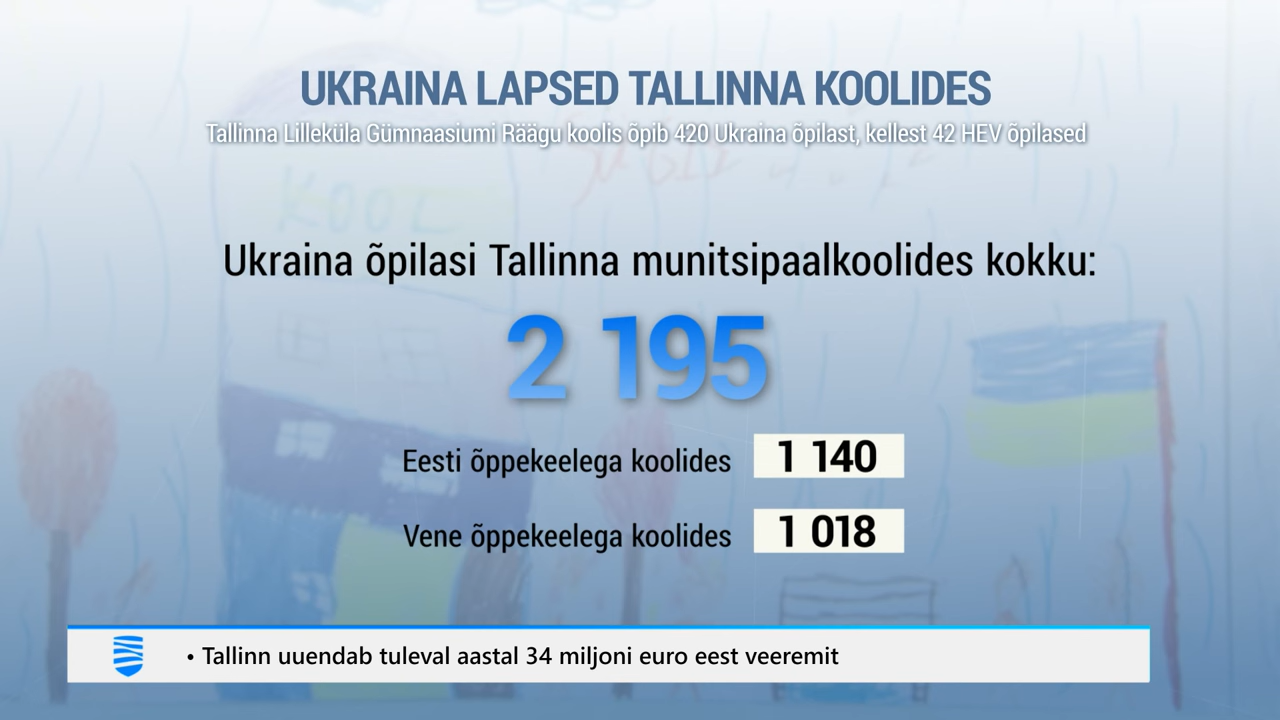 UKRAINA LAPSED TALLINNA KOOLIDES
Tallinna Lilleküla Gümnaasiumi Räägu koolis õpib 420 Ukraina õpilast, kellest 42 HEV õpilased
KOOL
Ukraina õpilasi Tallinna munitsipaalkoolides kokku:
2 195
Eesti õppekeelega koolides 1 140
Vene õppekeelega koolides 1 018
• Tallinn uuendab tuleval aastal 34 miljoni euro eest veeremit